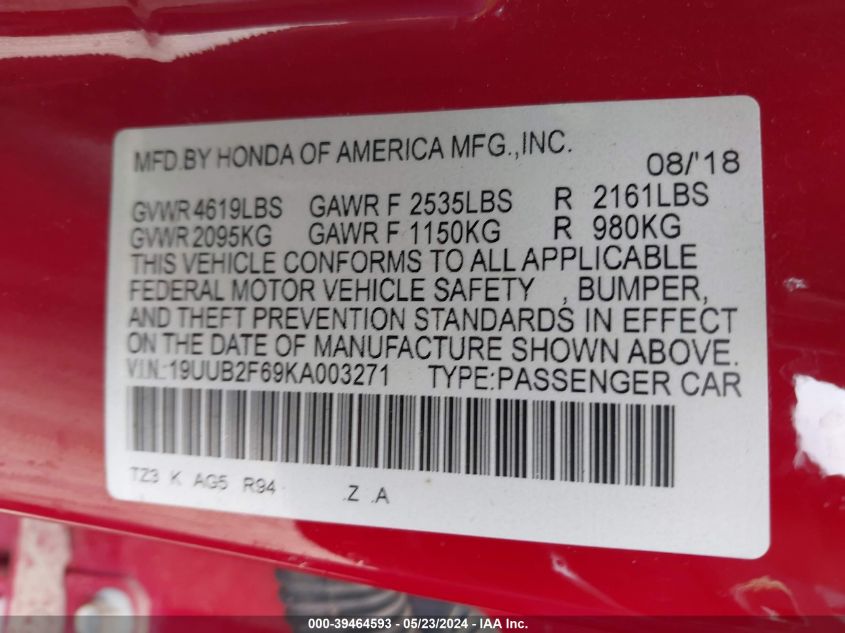 MFD.BY HONDA OF AMERICA MFG.,INC.
08/'18
GVWR 4619LBS GAWR F 2535LBS R 2161LBS
GVWR 2095KG GAWR F 1150KG R 980KG
THIS VEHICLE CONFORMS TO ALL APPLICABLE
FEDERAL MOTOR VEHICLE SAFETY , BUMPER,
AND THEFT PREVENTION STANDARDS IN EFFECT
ON THE DATE OF MANUFACTURE SHOWN ABOVE.
V.I.N.:19UUB2F69KA003271 TYPE:PASSENGER CAR
TZ3 K AG5 R94 .Z .A
000-39464593 - 05/23/2024 - IAA Inc.